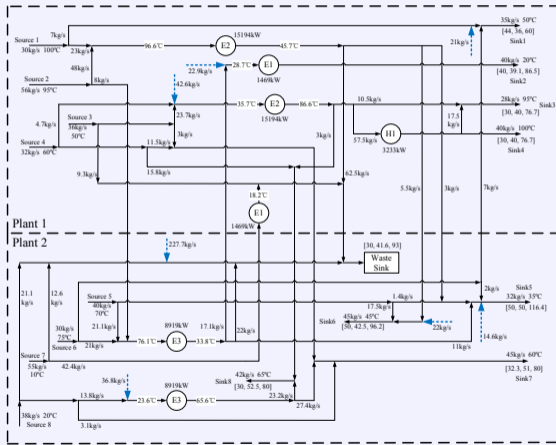 7kg/s
35kg/s 50℃
[44, 36, 60]
Sink1
Source 1
30kg/s 100℃
23kg/s
96.6℃
E2
15194kW
45.7℃
21kg/s
48kg/s
28.7℃
E1
1469kW
40kg/s 20℃
[40, 39.1, 86.5]
Sink2
Source 2
56kg/s 95℃
8kg/s
22.9kg/s
42.6kg/s
35.7℃
E2
15194kW
86.6℃
10.5kg/s
28kg/s 95℃
[30, 40, 76.7]
Sink3
4.7kg/s
Source 3
36kg/s
50℃
23.7kg/s
3kg/s
3kg/s
17.5
kg/s
57.5kg/s
H1
3233kW
40kg/s 100℃
[30, 40, 76.7]
Sink4
Source 4
32kg/s 60℃
11.5kg/s
15.8kg/s
9.3kg/s
18.2℃
E1
1469kW
62.5kg/s
5.5kg/s
3kg/s
7kg/s
Plant 1
Plant 2
227.7kg/s
[30, 41.6, 93]
Waste
Sink
21.1
kg/s
12.6
kg/s
Source 5
40kg/s
70℃
2kg/s
Sink5
32kg/s 35℃
[50, 50, 116.4]
1.4kg/s
17.5kg/s
30kg/s
75℃
Source 6
21.1kg/s
21kg/s
76.1℃
E3
8919kW
33.8℃
17.1kg/s
22kg/s
Sink6
45kg/s 45℃
[50, 42.5, 96.2]
22kg/s
11kg/s
14.6kg/s
Source 7
55kg/s
10℃
42.4kg/s
45kg/s 60℃
[32.3, 51, 80]
Sink7
36.8kg/s
8919kW
Sink8
42kg/s 65℃
[30, 52.5, 80]
13.8kg/s
23.6℃
E3
65.6℃
23.2kg/s
27.4kg/s
3.1kg/s
38kg/s 20℃
Source 8